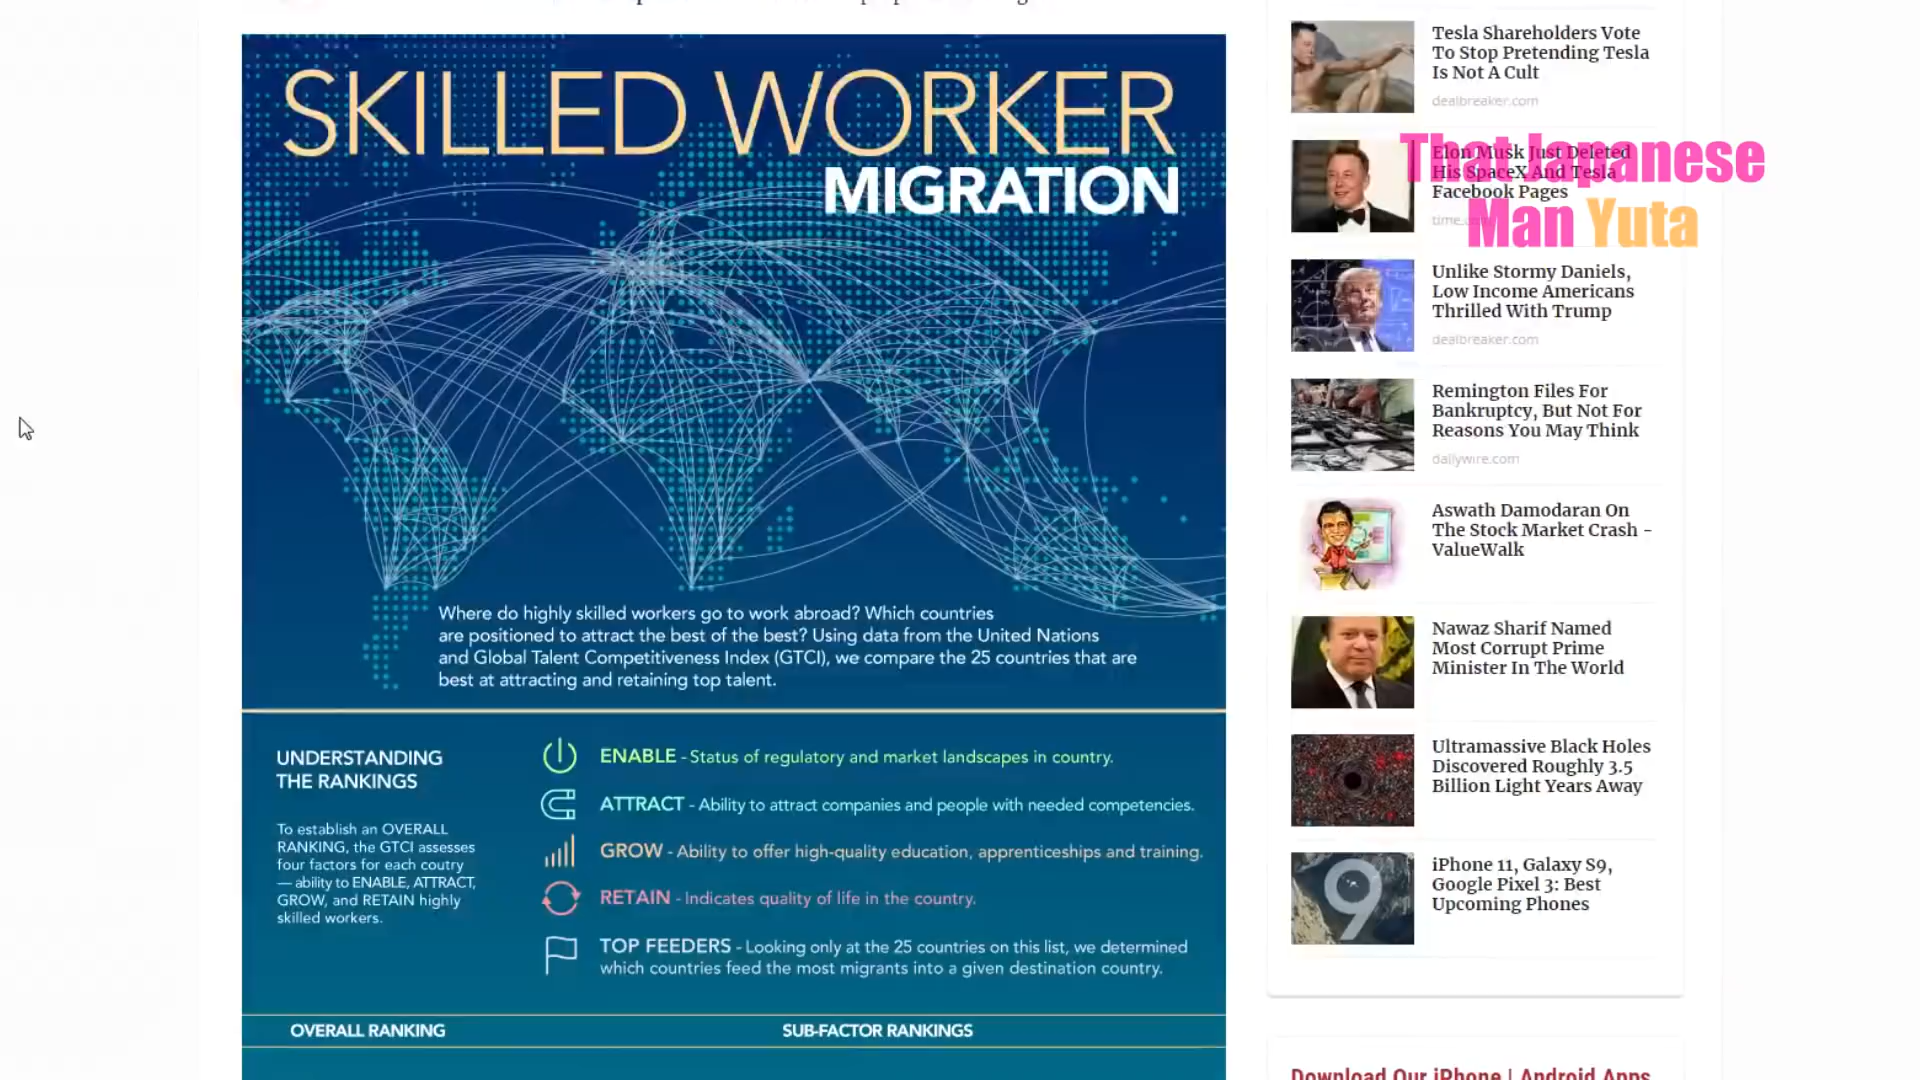 SKILLED WORKER
MIGRATION
Where do highly skilled workers go to work abroad? Which countries
are positioned to attract the best of the best? Using data from the United Nations
and Global Talent Competitiveness Index (GTCI), we compare the 25 countries that are
best at attracting and retaining top talent.
UNDERSTANDING
THE RANKINGS
To establish an OVERALL
RANKING, the GTCI assesses
four factors for each coutry
— ability to ENABLE, ATTRACT,
GROW, and RETAIN highly
skilled workers.
ENABLE - Status of regulatory and market landscapes in country.
ATTRACT - Ability to attract companies and people with needed competencies.
GROW - Ability to offer high-quality education, apprenticeships and training.
RETAIN - Indicates quality of life in the country.
TOP FEEDERS - Looking only at the 25 countries on this list, we determined
which countries feed the most migrants into a given destination country.
OVERALL RANKING
SUB-FACTOR RANKINGS
Tesla Shareholders Vote
To Stop Pretending Tesla
Is Not A Cult
dealbreaker.com
That Japanese
Man Yuta
Elon Musk Just Deleted
His SpaceX And Tesla
Facebook Pages
Unlike Stormy Daniels,
Low Income Americans
Thrilled With Trump
dealbreaker.com
Remington Files For
Bankruptcy, But Not For
Reasons You May Think
dailywire.com
Aswath Damodaran On
The Stock Market Crash -
ValueWalk
Nawaz Sharif Named
Most Corrupt Prime
Minister In The World
Ultramassive Black Holes
Discovered Roughly 3.5
Billion Light Years Away
9
iPhone 11, Galaxy S9,
Google Pixel 3: Best
Upcoming Phones
Download Our iPhone | Android Apps